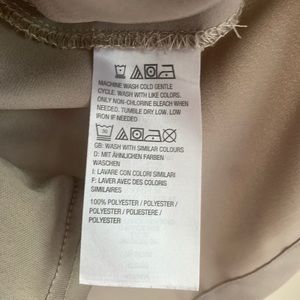 MACHINE WASH COLD GENTLE
CYCLE. WASH WITH LIKE COLORS.
ONLY NON-CHLORINE BLEACH WHEN
NEEDED. TUMBLE DRY LOW. LOW
IRON IF NEEDED
30
GB: WASH WITH SIMILAR COLOURS
D: MIT ÄHNLICHEN FARBEN
WASCHEN
I: LAVARE CON COLORI SIMILARI
F: LAVER AVEC DES COLORIS
SIMILAIRES
100% POLYESTER / POLYESTER /
POLYESTER / POLIESTERE /
POLYESTER